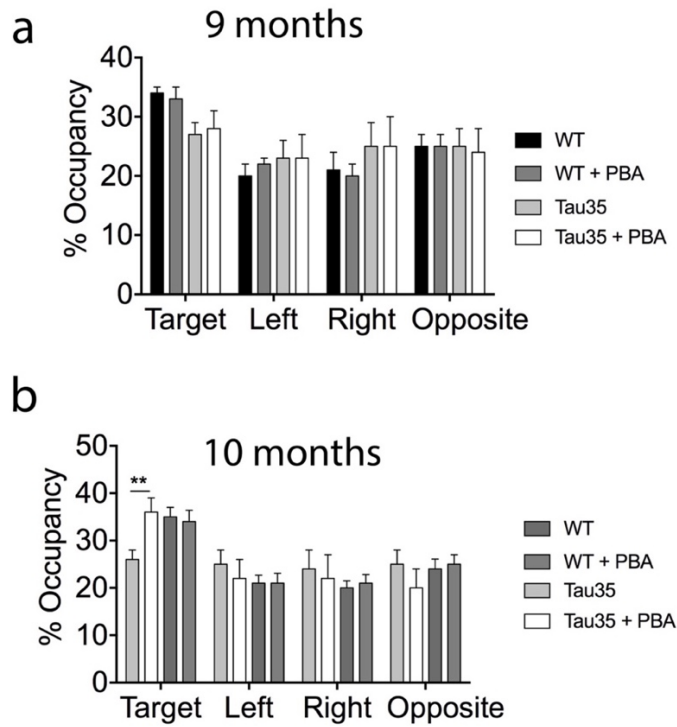 a
9 months
% Occupancy
40
30
20
10
0
Target Left Right Opposite
WT
WT + PBA
Tau35
Tau35 + PBA
b
10 months
% Occupancy
50
40
30
20
10
0
**
Target Left Right Opposite
WT
WT + PBA
Tau35
Tau35 + PBA